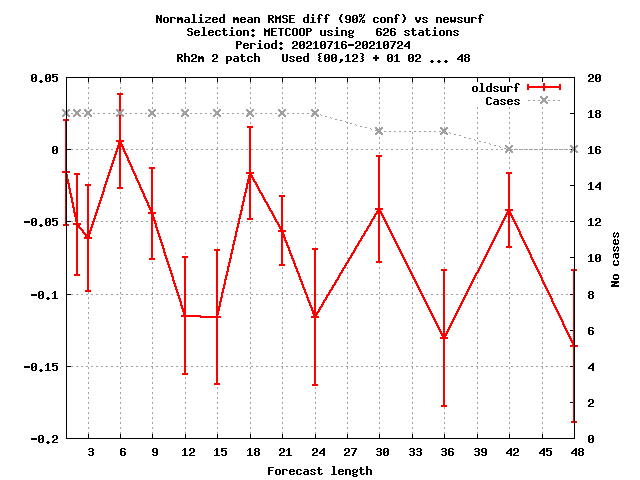 Normalized mean RMSE diff (90% conf) vs newsurf
Selection: METCOOP using   626 stations
Period: 20210716-20210724
Rh2m 2 patch   Used {00,12} + 01 02 ... 48
oldsurf
Cases
0.05
0
-0.05
-0.1
-0.15
-0.2
20
18
16
14
12
10
8
6
4
2
0
No cases
3 6 9 12 15 18 21 24 27 30 33 36 39 42 45 48
Forecast length